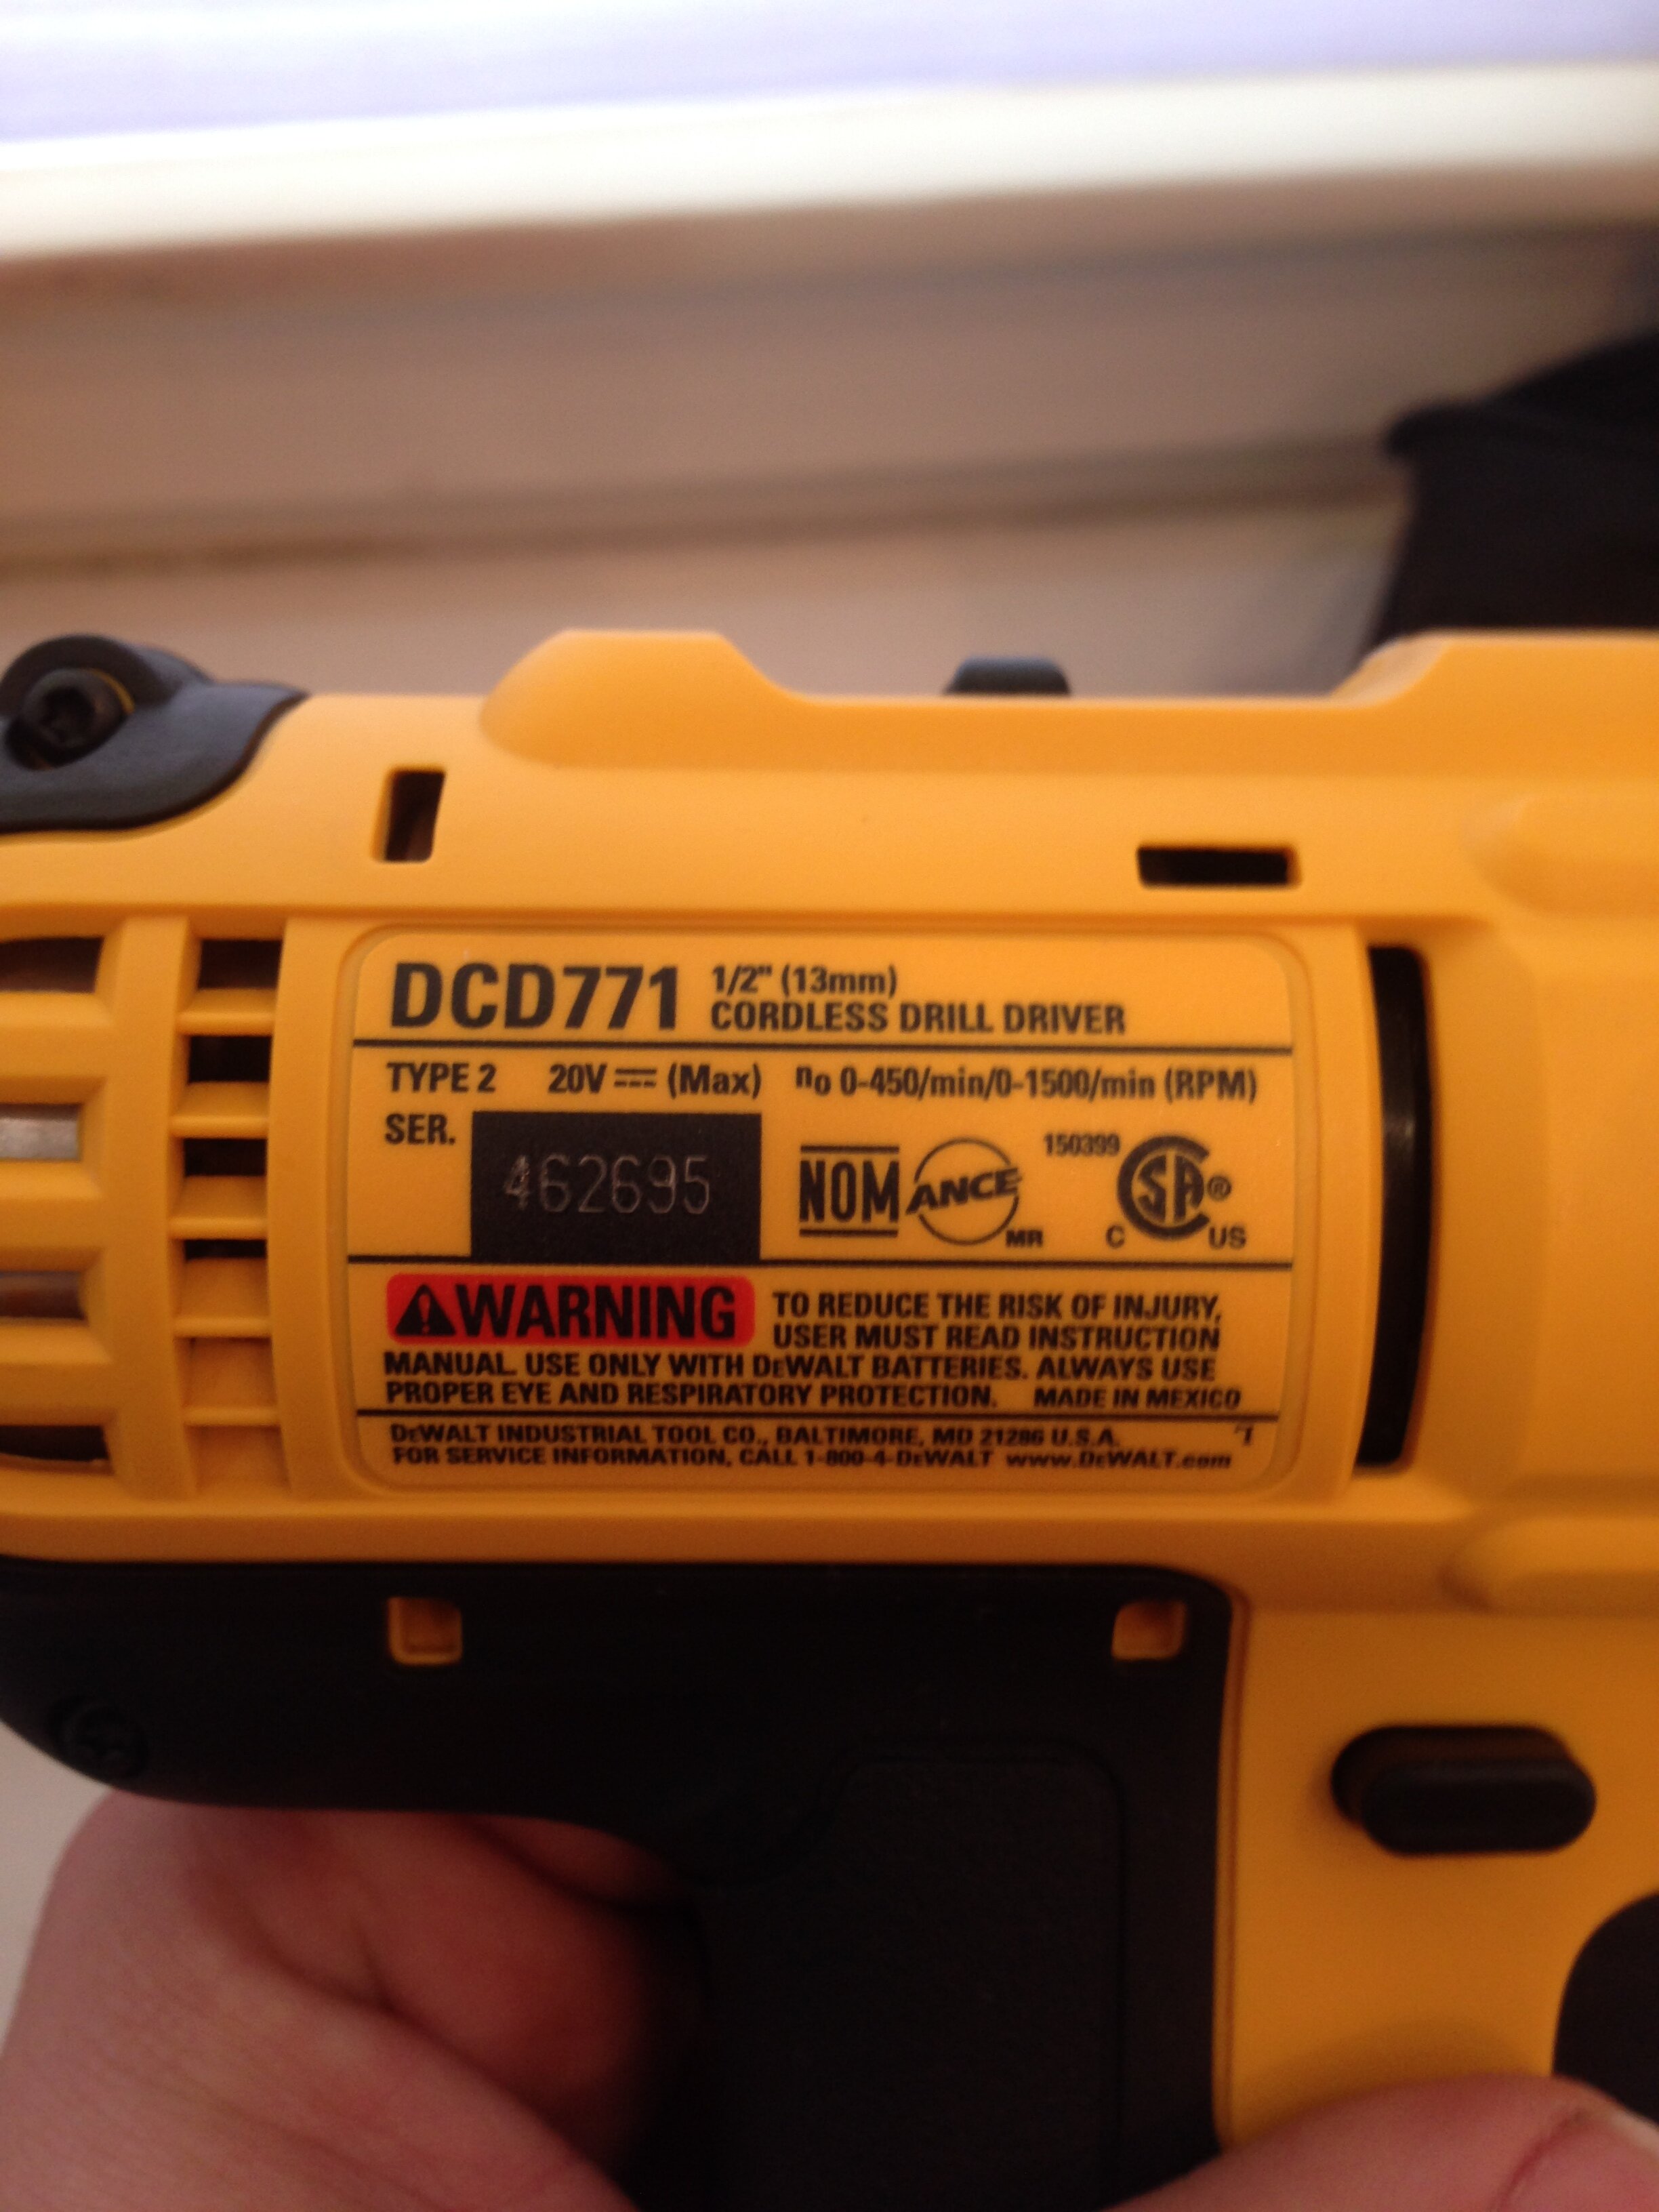 DCD771 1/2" (13mm)
CORDLESS DRILL DRIVER
TYPE 2 20V ⎓ (Max) no 0-450/min/0-1500/min (RPM)
SER. 462695
NOM ANCE MR 150399 CSA® C US
⚠WARNING TO REDUCE THE RISK OF INJURY,
USER MUST READ INSTRUCTION
MANUAL. USE ONLY WITH DEWALT BATTERIES. ALWAYS USE
PROPER EYE AND RESPIRATORY PROTECTION. MADE IN MEXICO
DEWALT INDUSTRIAL TOOL CO., BALTIMORE, MD 21286 U.S.A.
FOR SERVICE INFORMATION, CALL 1-800-4-DEWALT www.DEWALT.com